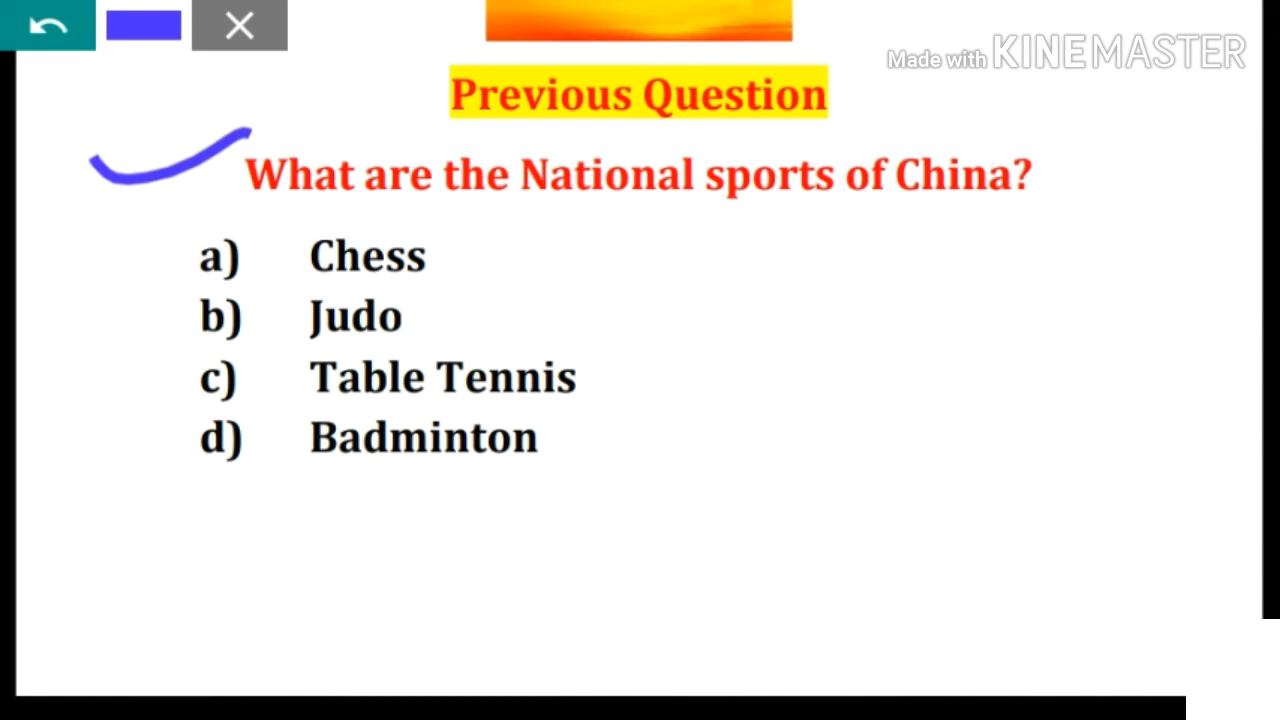 Made with KINEMASTER
Previous Question
What are the National sports of China?
a) Chess
b) Judo
c) Table Tennis
d) Badminton